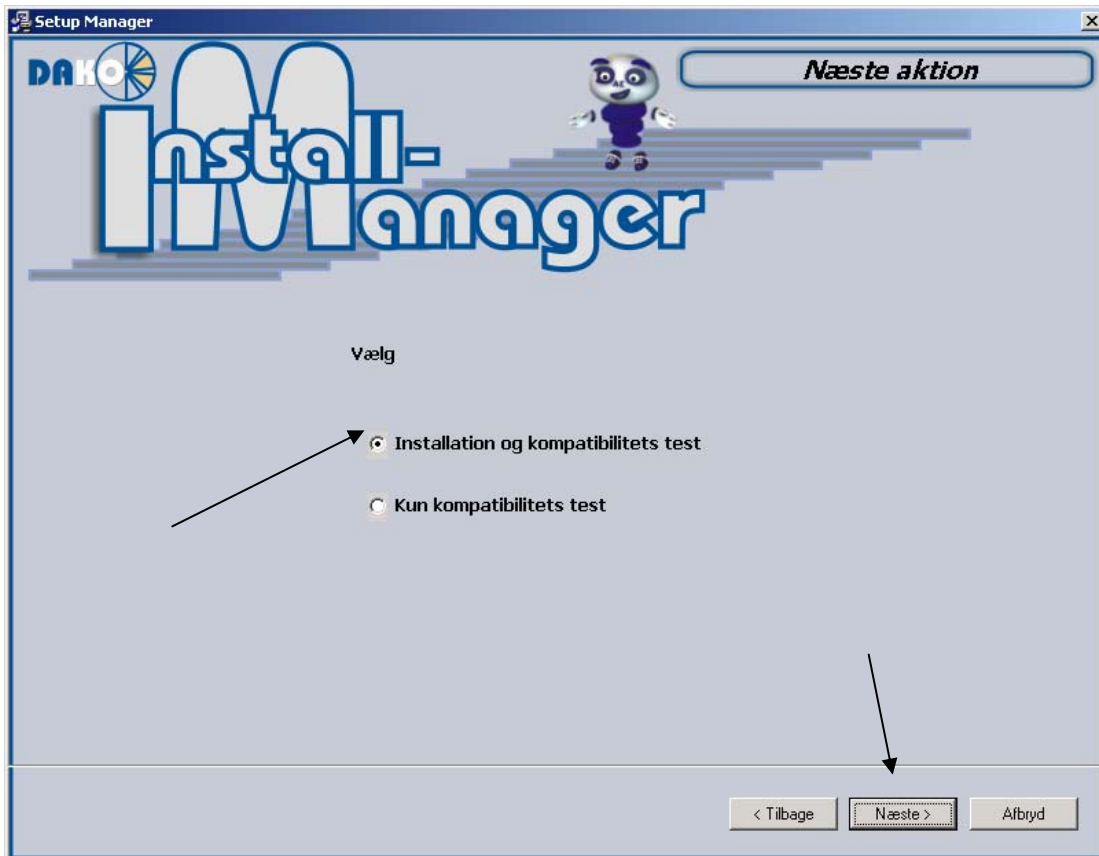 Setup Manager
DAKO
Næste aktion
Install-
Manager
Vælg
Installation og kompatibilitets test
Kun kompatibilitets test
< Tilbage
Næste >
Afbryd